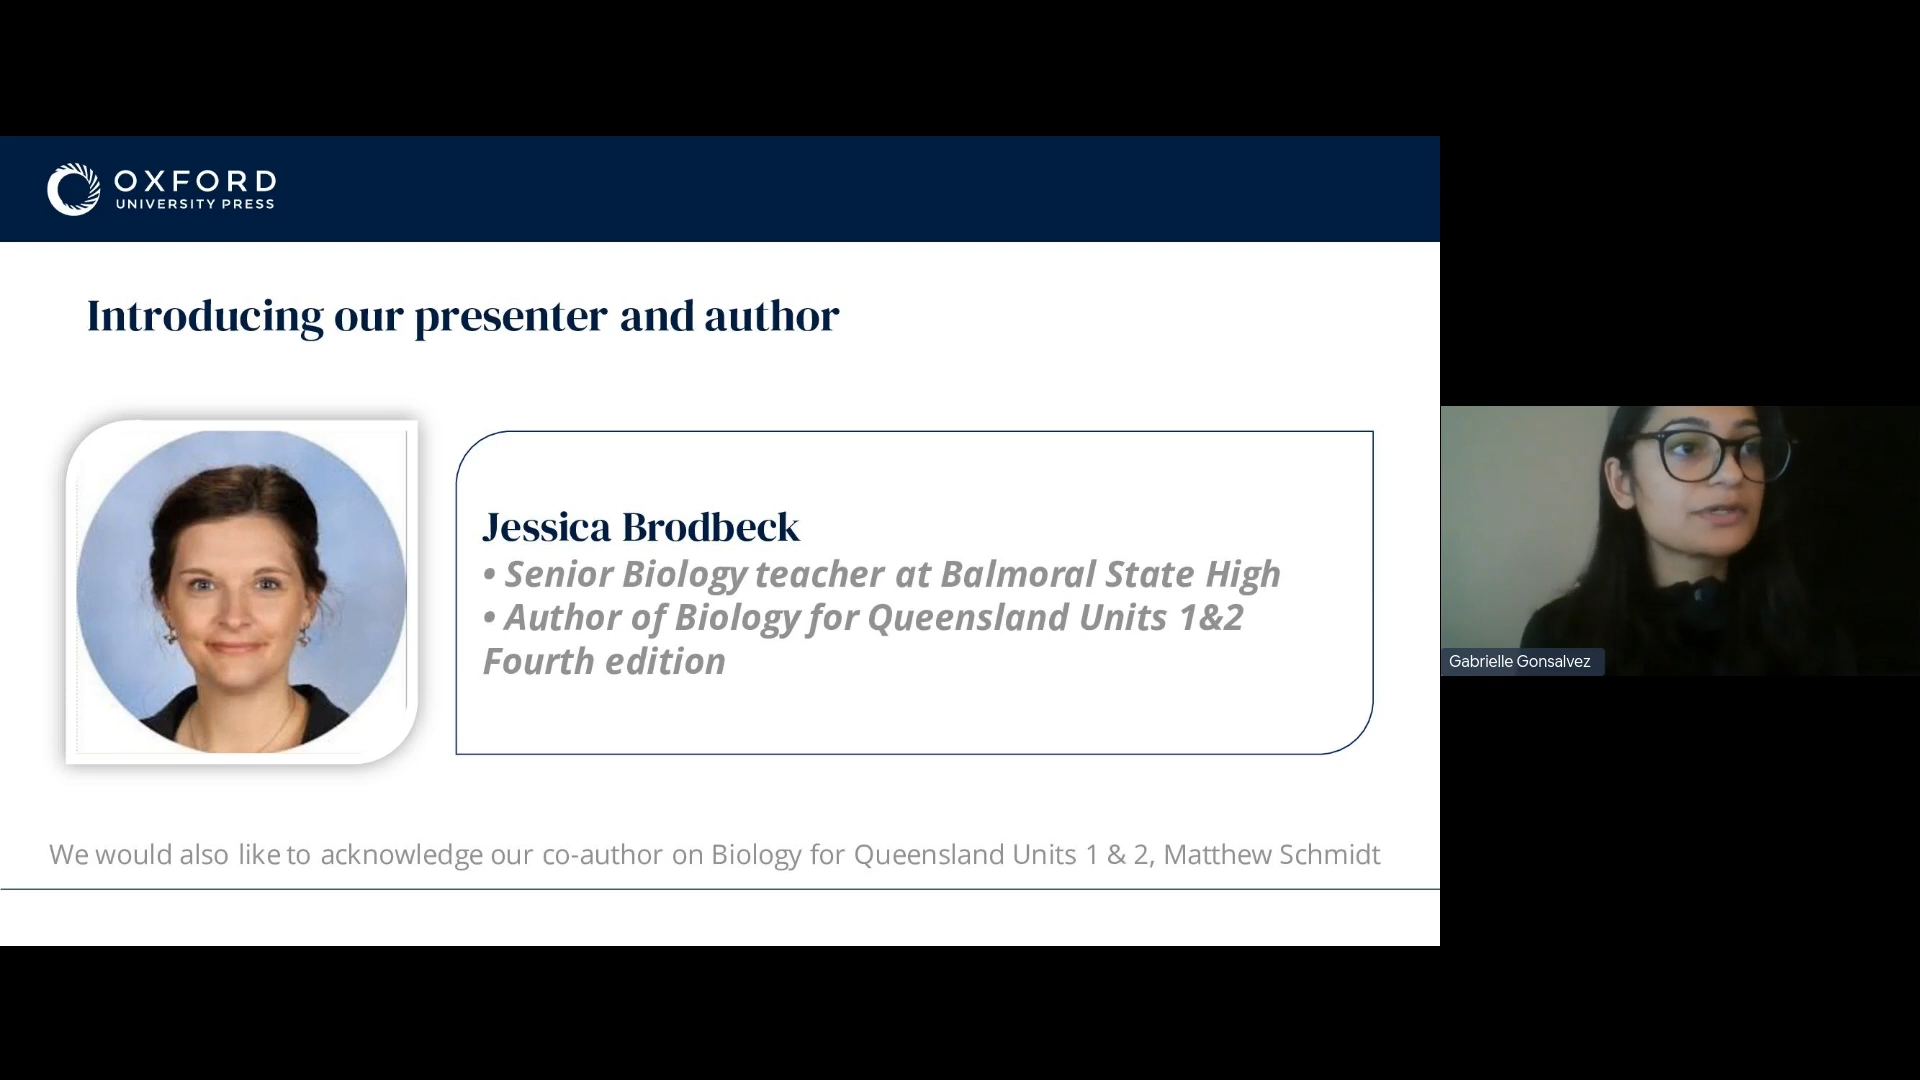 OXFORD
UNIVERSITY PRESS
Introducing our presenter and author
Jessica Brodbeck
• Senior Biology teacher at Balmoral State High
• Author of Biology for Queensland Units 1&2
Fourth edition
Gabrielle Gonsalvez
We would also like to acknowledge our co-author on Biology for Queensland Units 1 & 2, Matthew Schmidt